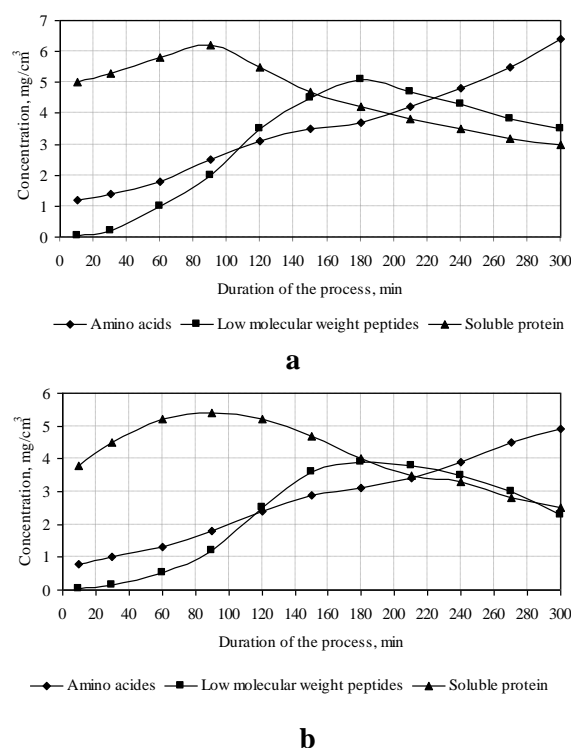 7
6
5
4
3
2
1
0
Concentration, mg/cm3
0 20 40 60 80 100 120 140 160 180 200 220 240 260 280 300
Duration of the process, min
Amino acids Low molecular weight peptides Soluble protein
a
6
5
4
3
2
1
0
Concentration, mg/cm3
0 20 40 60 80 100 120 140 160 180 200 220 240 260 280 300
Duration of the process, min
Amino acides Low molecular weight peptides Soluble protein
b